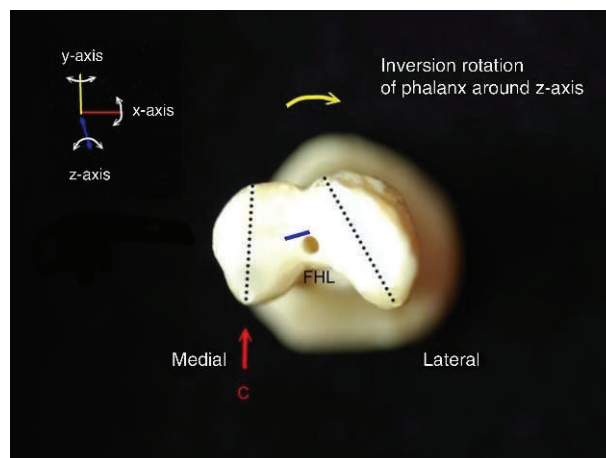 y-axis
x-axis
z-axis
Inversion rotation
of phalanx around z-axis
FHL
Medial
Lateral
C